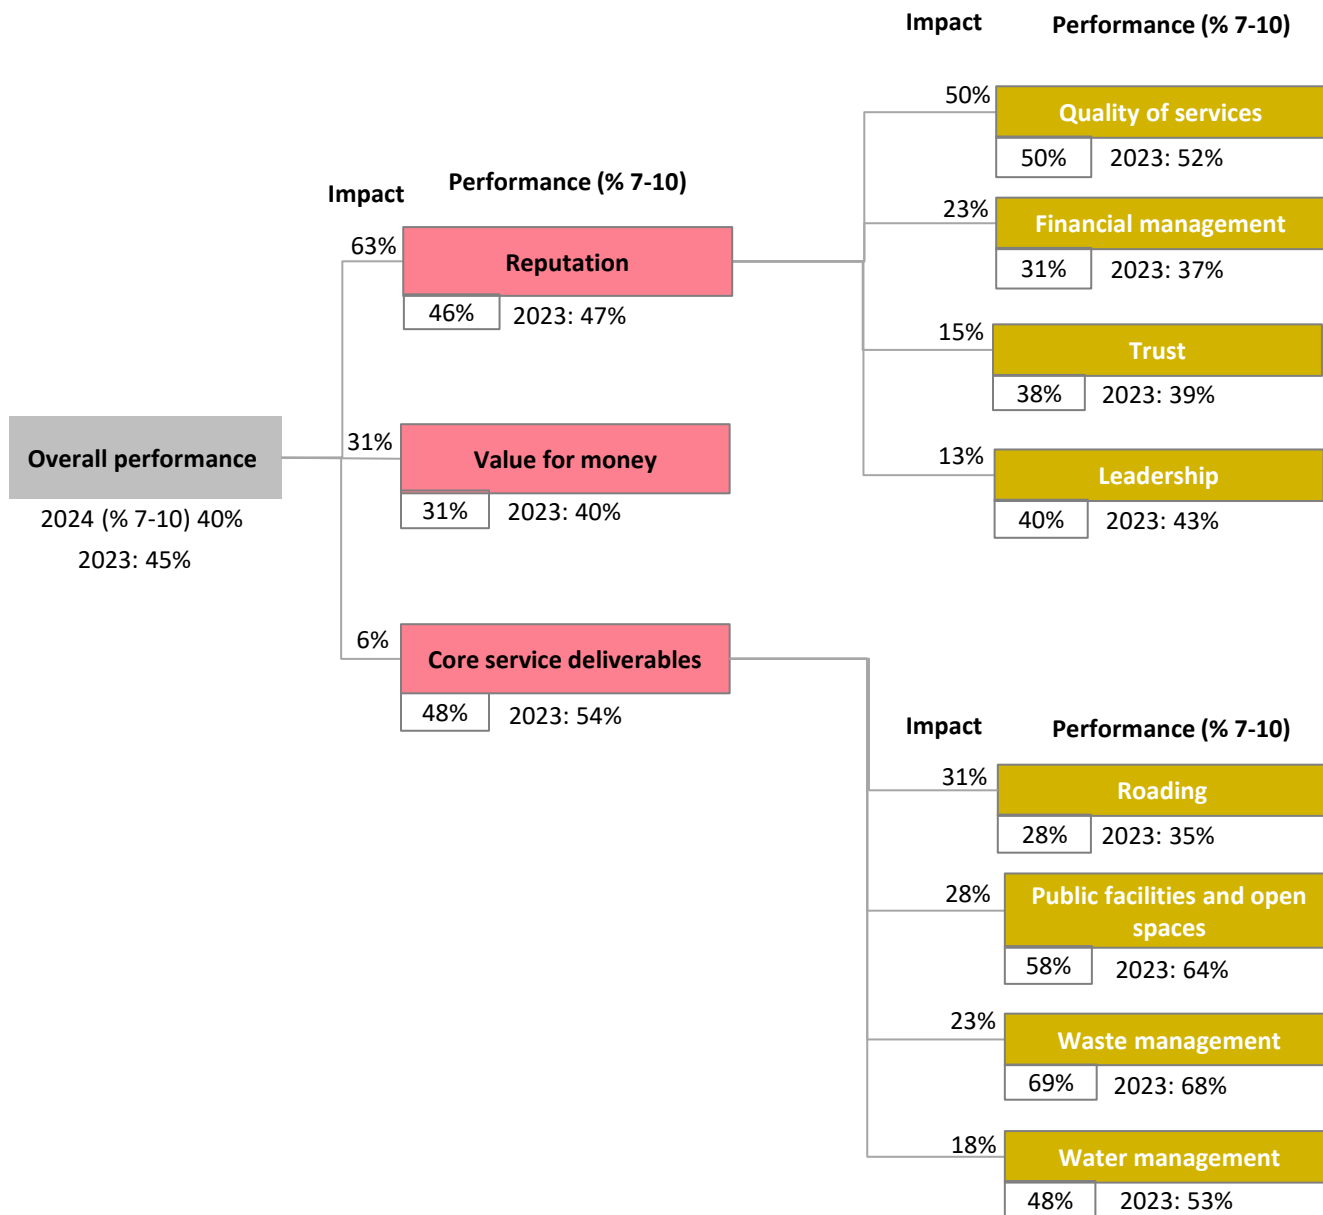 Impact
Performance (% 7-10)
50%
Quality of services
50%
2023: 52%
23%
Financial management
31%
2023: 37%
15%
Trust
38%
2023: 39%
13%
Leadership
40%
2023: 43%
Impact
Performance (% 7-10)
63%
Reputation
46%
2023: 47%
31%
Value for money
31%
2023: 40%
6%
Core service deliverables
48%
2023: 54%
Overall performance
2024 (% 7-10) 40%
2023: 45%
Impact
Performance (% 7-10)
31%
Roading
28%
2023: 35%
28%
Public facilities and open
spaces
58%
2023: 64%
23%
Waste management
69%
2023: 68%
18%
Water management
48%
2023: 53%